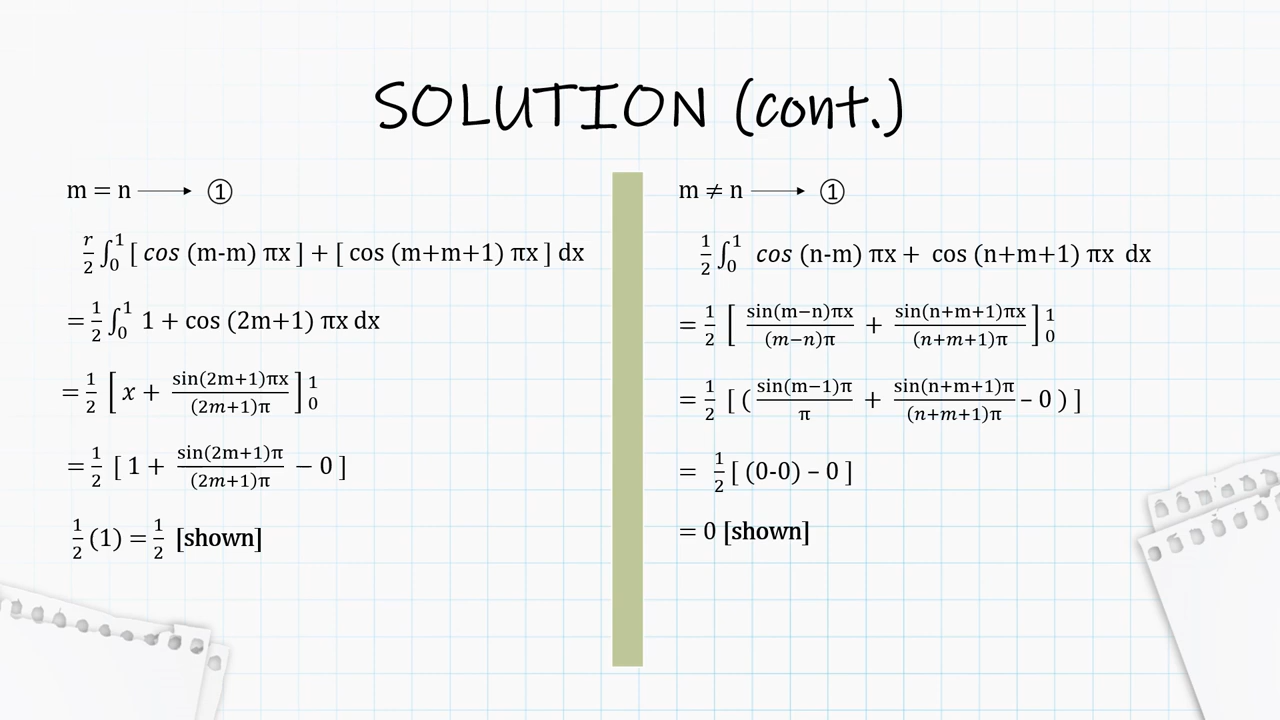 SOLUTION (cont.)
m = n ⟶ ①
r/2 ∫₀¹ [ cos (m-m) πx ] + [ cos (m+m+1) πx ] dx
= 1/2 ∫₀¹ 1 + cos (2m+1) πx dx
= 1/2 [ x + sin(2m+1)πx/(2m+1)π ]₀¹
= 1/2 [ 1 + sin(2m+1)π/(2m+1)π − 0 ]
1/2 (1) = 1/2 [shown]
m ≠ n ⟶ ①
1/2 ∫₀¹ cos (n-m) πx + cos (n+m+1) πx dx
= 1/2 [ sin(m−n)πx/(m−n)π + sin(n+m+1)πx/(n+m+1)π ]₀¹
= 1/2 [ ( sin(m−1)π/π + sin(n+m+1)π/(n+m+1)π – 0 ) ]
= 1/2 [ (0-0) – 0 ]
= 0 [shown]